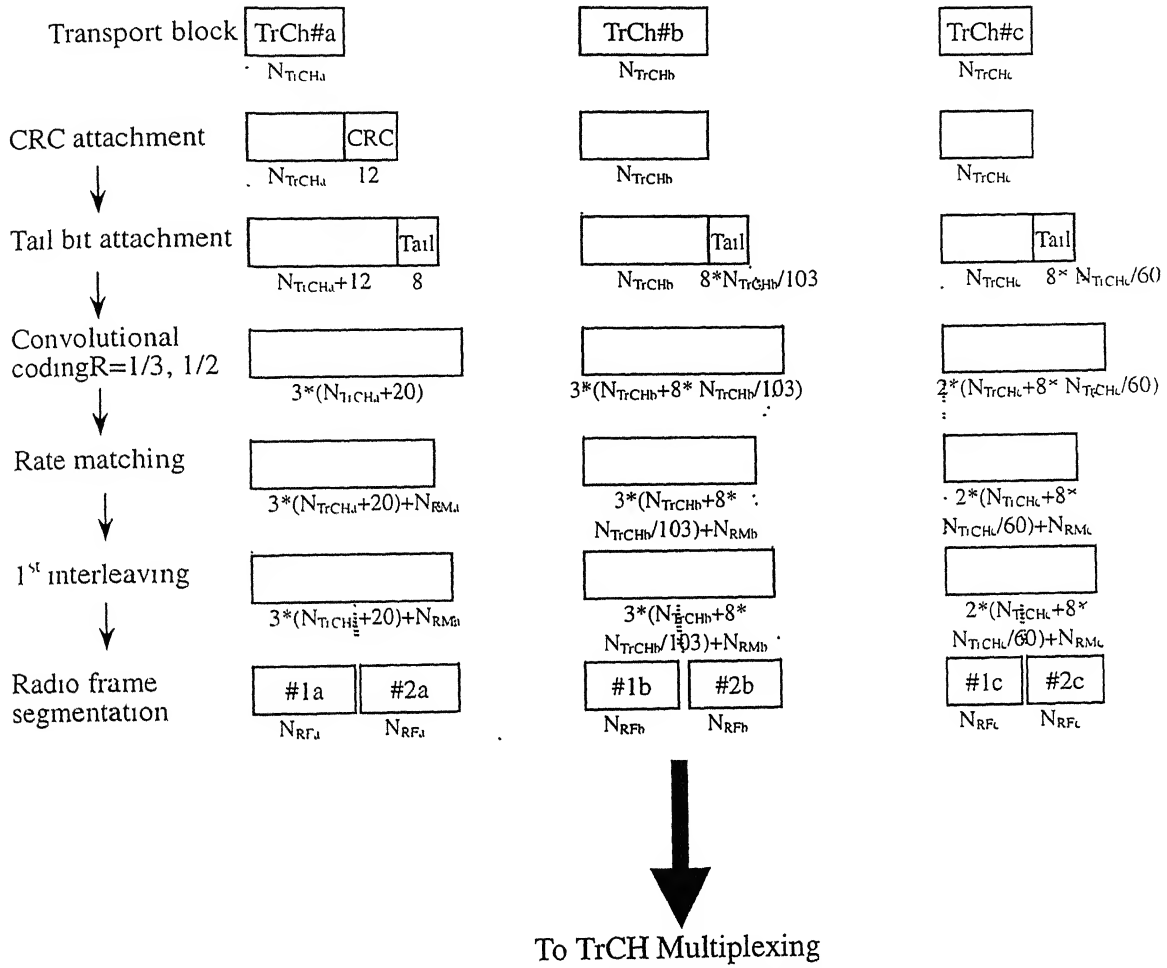 Transport block TrCh#a TrCh#b TrCh#c
N_TrCHa N_TrCHb N_TrCHc
CRC attachment CRC
N_TrCHa 12 N_TrCHb N_TrCHc
Tail bit attachment Tail Tail Tail
N_TrCHa+12 8 N_TrCHb 8*N_TrCHb/103 N_TrCHc 8* N_TrCHc/60
Convolutional
codingR=1/3, 1/2
3*(N_TrCHa+20) 3*(N_TrCHb+8* N_TrCHb/103) 2*(N_TrCHc+8* N_TrCHc/60)
Rate matching
3*(N_TrCHa+20)+N_RMa 3*(N_TrCHb+8* 2*(N_TrCHc+8*
N_TrCHb/103)+N_RMb N_TrCHc/60)+N_RMc
1st interleaving
3*(N_TrCHa+20)+N_RMa 3*(N_TrCHb+8* 2*(N_TrCHc+8*
N_TrCHb/103)+N_RMb N_TrCHc/60)+N_RMc
Radio frame
segmentation
#1a #2a #1b #2b #1c #2c
N_RFa N_RFa N_RFb N_RFb N_RFc N_RFc
To TrCH Multiplexing